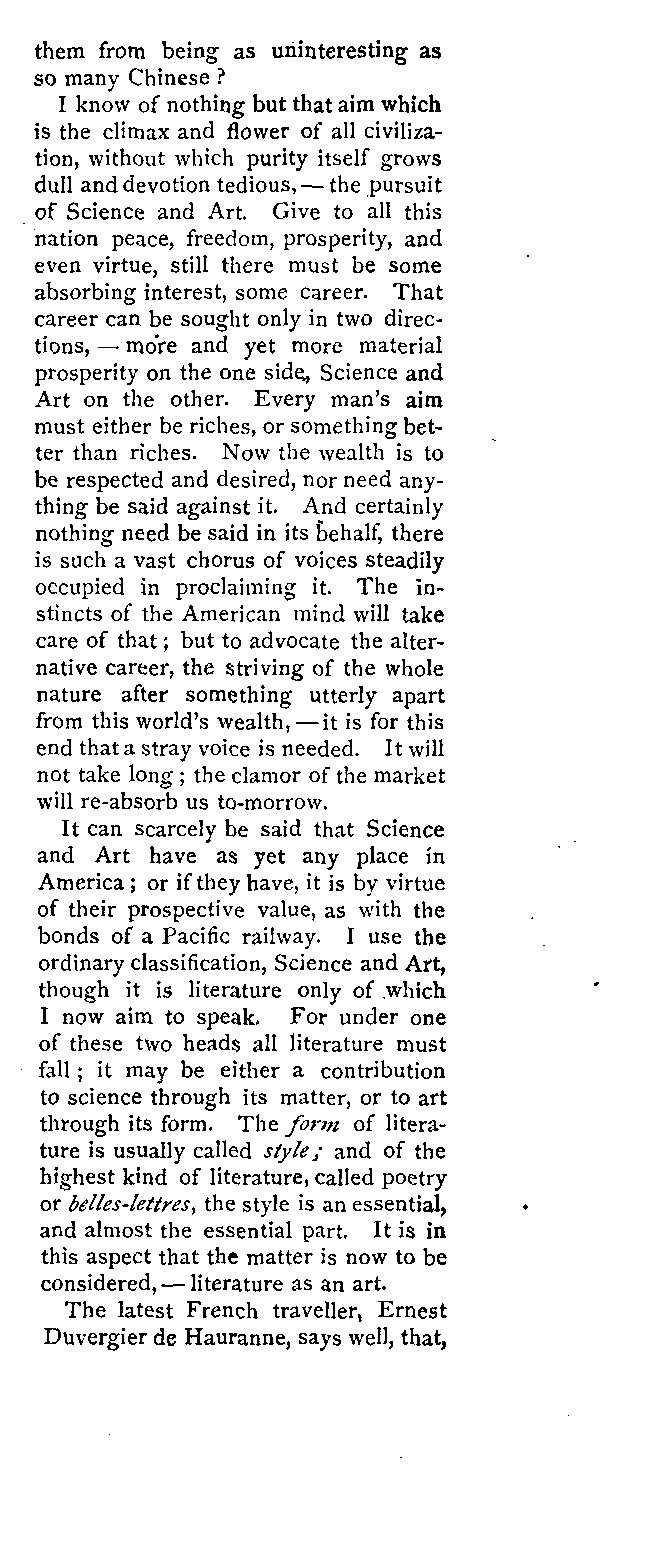 them from being as uninteresting as
so many Chinese ?
I know of nothing but that aim which
is the climax and flower of all civiliza-
tion, without which purity itself grows
dull and devotion tedious, — the pursuit
of Science and Art. Give to all this
nation peace, freedom, prosperity, and
even virtue, still there must be some
absorbing interest, some career. That
career can be sought only in two direc-
tions, — more and yet more material
prosperity on the one side, Science and
Art on the other. Every man's aim
must either be riches, or something bet-
ter than riches. Now the wealth is to
be respected and desired, nor need any-
thing be said against it. And certainly
nothing need be said in its behalf, there
is such a vast chorus of voices steadily
occupied in proclaiming it. The in-
stincts of the American mind will take
care of that ; but to advocate the alter-
native career, the striving of the whole
nature after something utterly apart
from this world's wealth, — it is for this
end that a stray voice is needed. It will
not take long ; the clamor of the market
will re-absorb us to-morrow.
It can scarcely be said that Science
and Art have as yet any place in
America ; or if they have, it is by virtue
of their prospective value, as with the
bonds of a Pacific railway. I use the
ordinary classification, Science and Art,
though it is literature only of which
I now aim to speak. For under one
of these two heads all literature must
fall ; it may be either a contribution
to science through its matter, or to art
through its form. The form of litera-
ture is usually called style; and of the
highest kind of literature, called poetry
or belles-lettres, the style is an essential,
and almost the essential part. It is in
this aspect that the matter is now to be
considered, — literature as an art.
The latest French traveller, Ernest
Duvergier de Hauranne, says well, that,